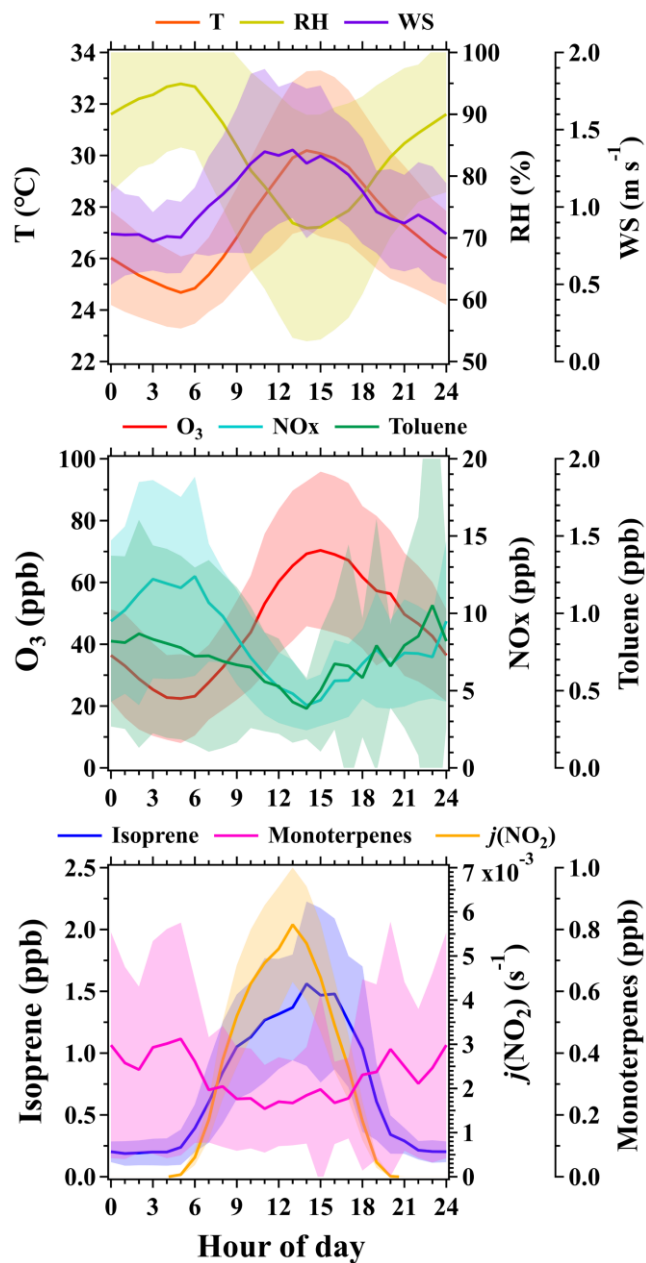 T RH WS
34 100 2.0
32 90 1.5
30 80
28 1.0
26 70
24 60 0.5
22 50 0.0
T (℃)
RH (%)
WS (m s⁻¹)
0 3 6 9 12 15 18 21 24
O₃ NOx Toluene
100 20 2.0
80 15 1.5
60
40 10 1.0
20 5 0.5
0 0 0.0
O₃ (ppb)
NOx (ppb)
Toluene (ppb)
0 3 6 9 12 15 18 21 24
Isoprene Monoterpenes j(NO₂)
2.5 7 x10⁻³ 1.0
2.0 6 0.8
1.5 5 0.6
1.0 4 0.4
0.5 3 0.2
0.0 2 0.0
1
0
Isoprene (ppb)
j(NO₂) (s⁻¹)
Monoterpenes (ppb)
0 3 6 9 12 15 18 21 24
Hour of day